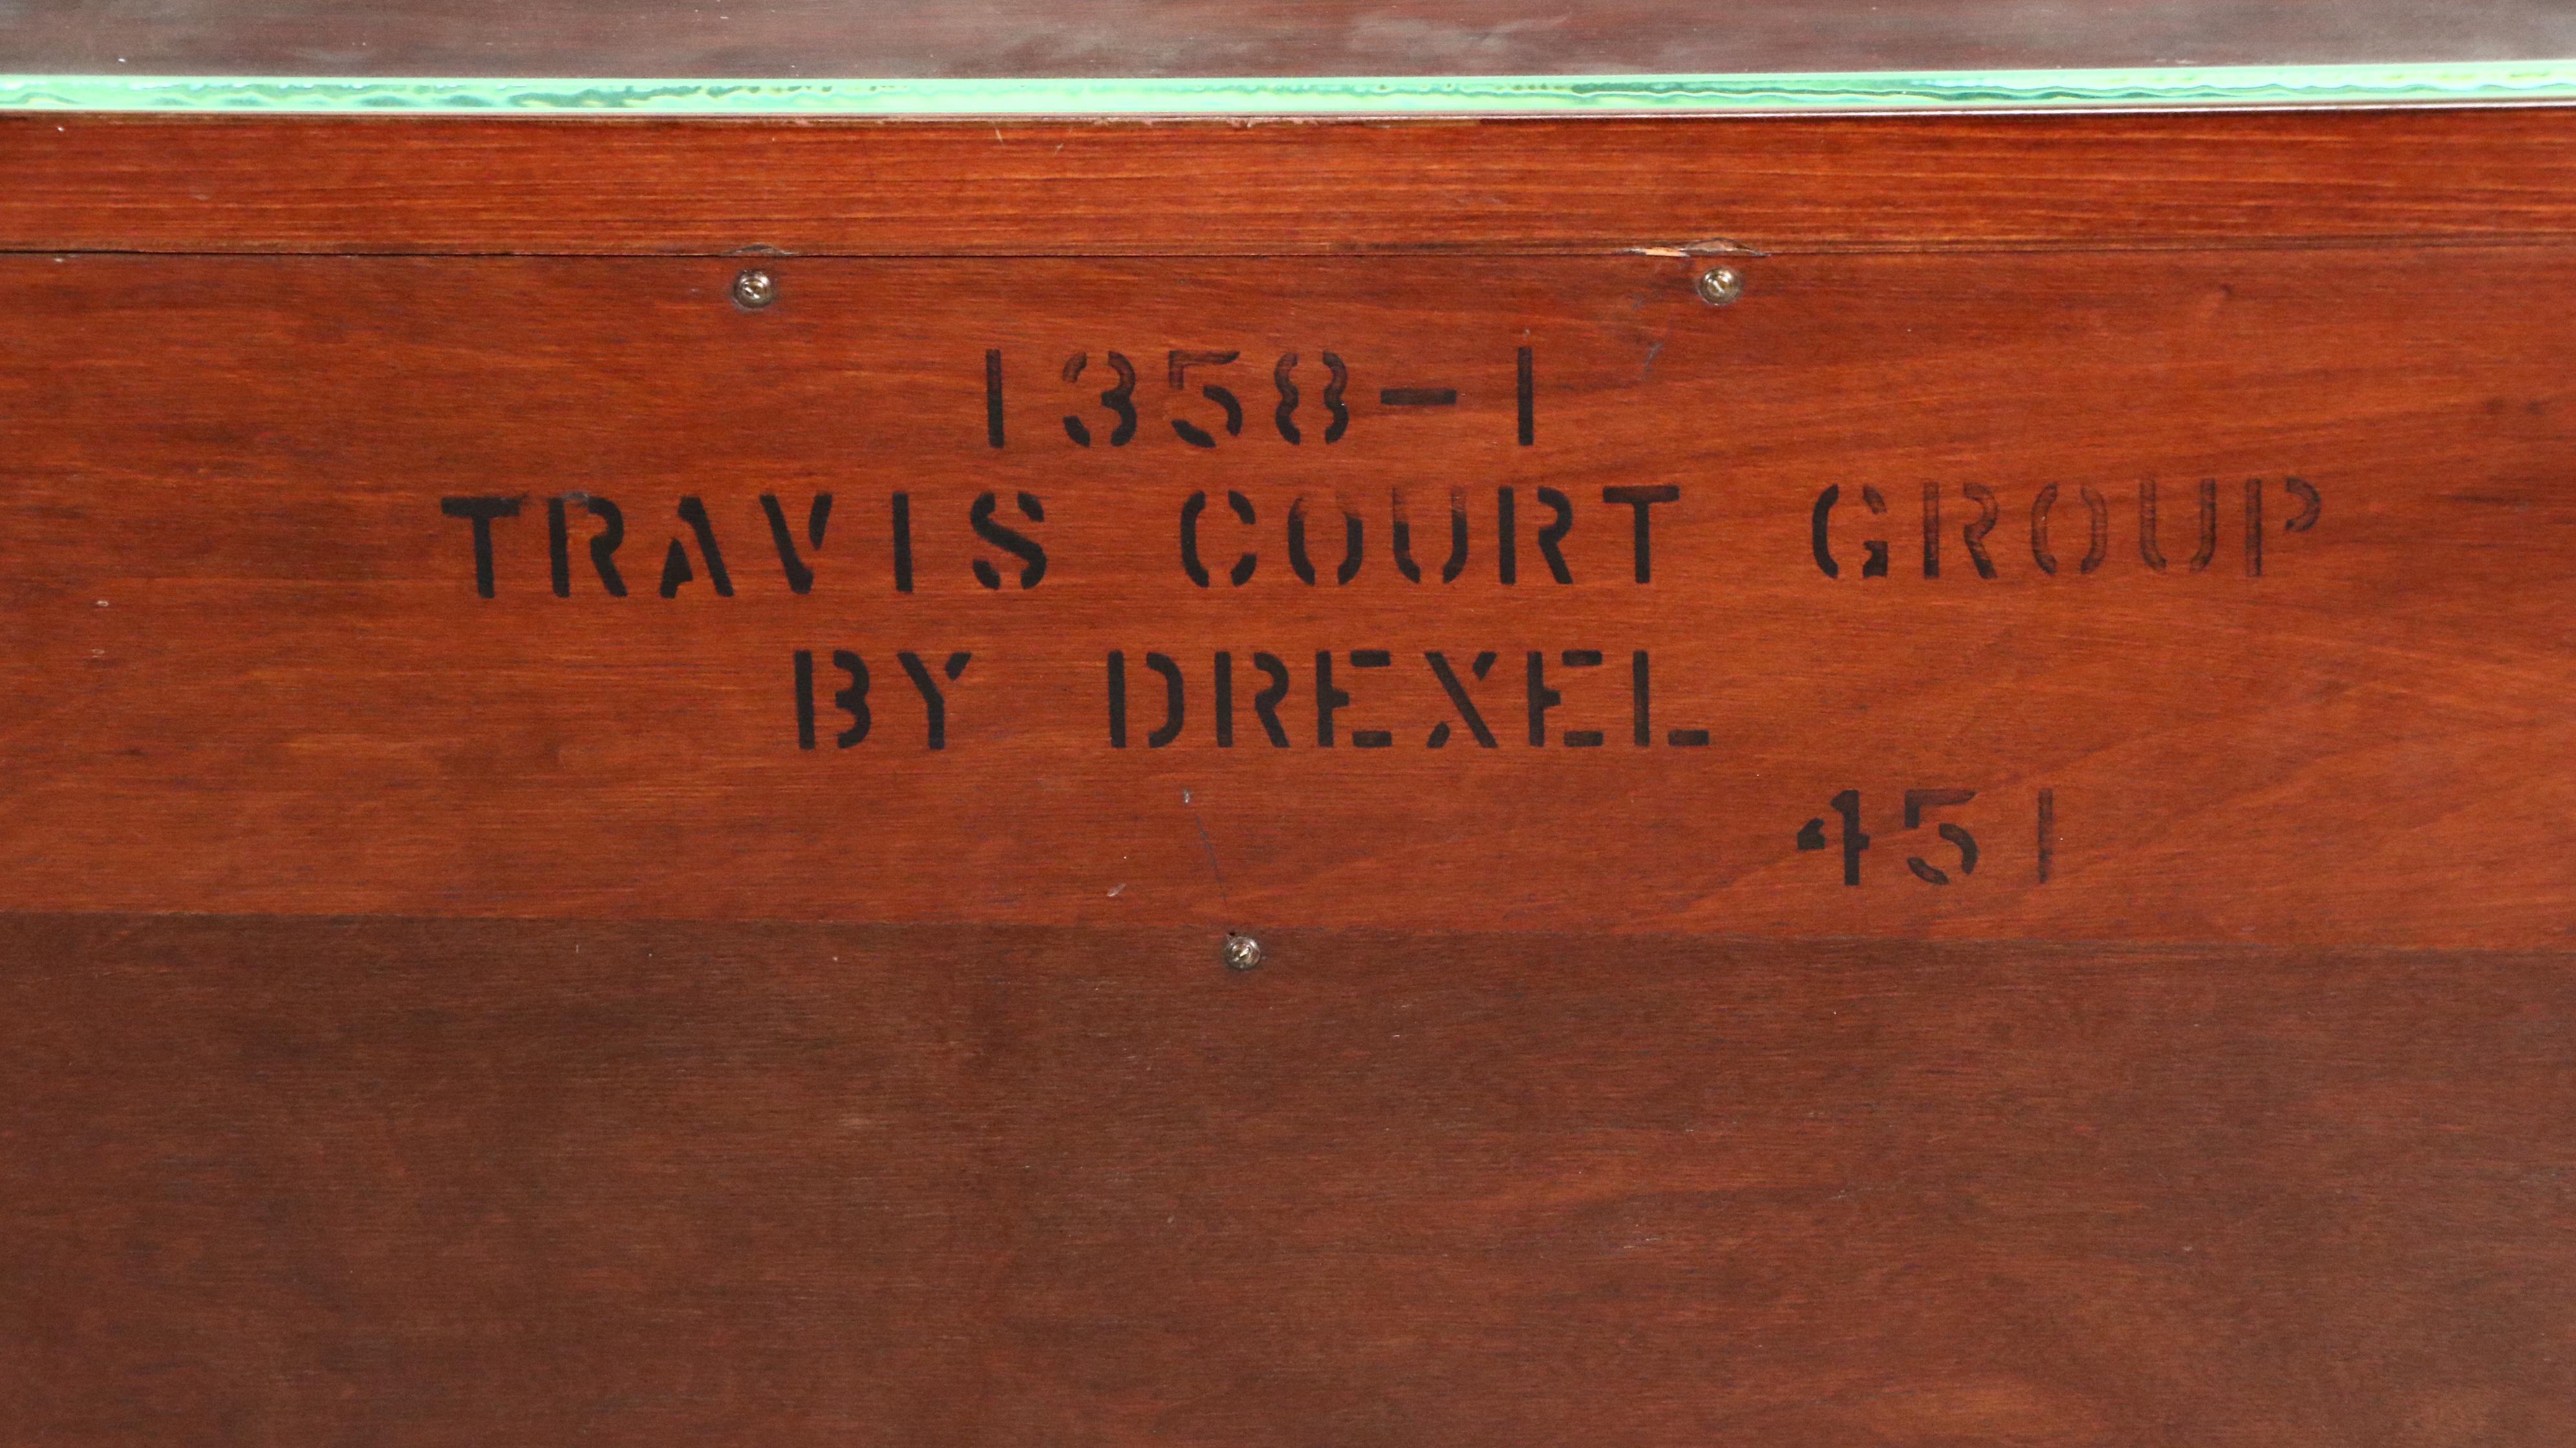 1358-1
TRAVIS COURT GROUP
BY DREXEL
451